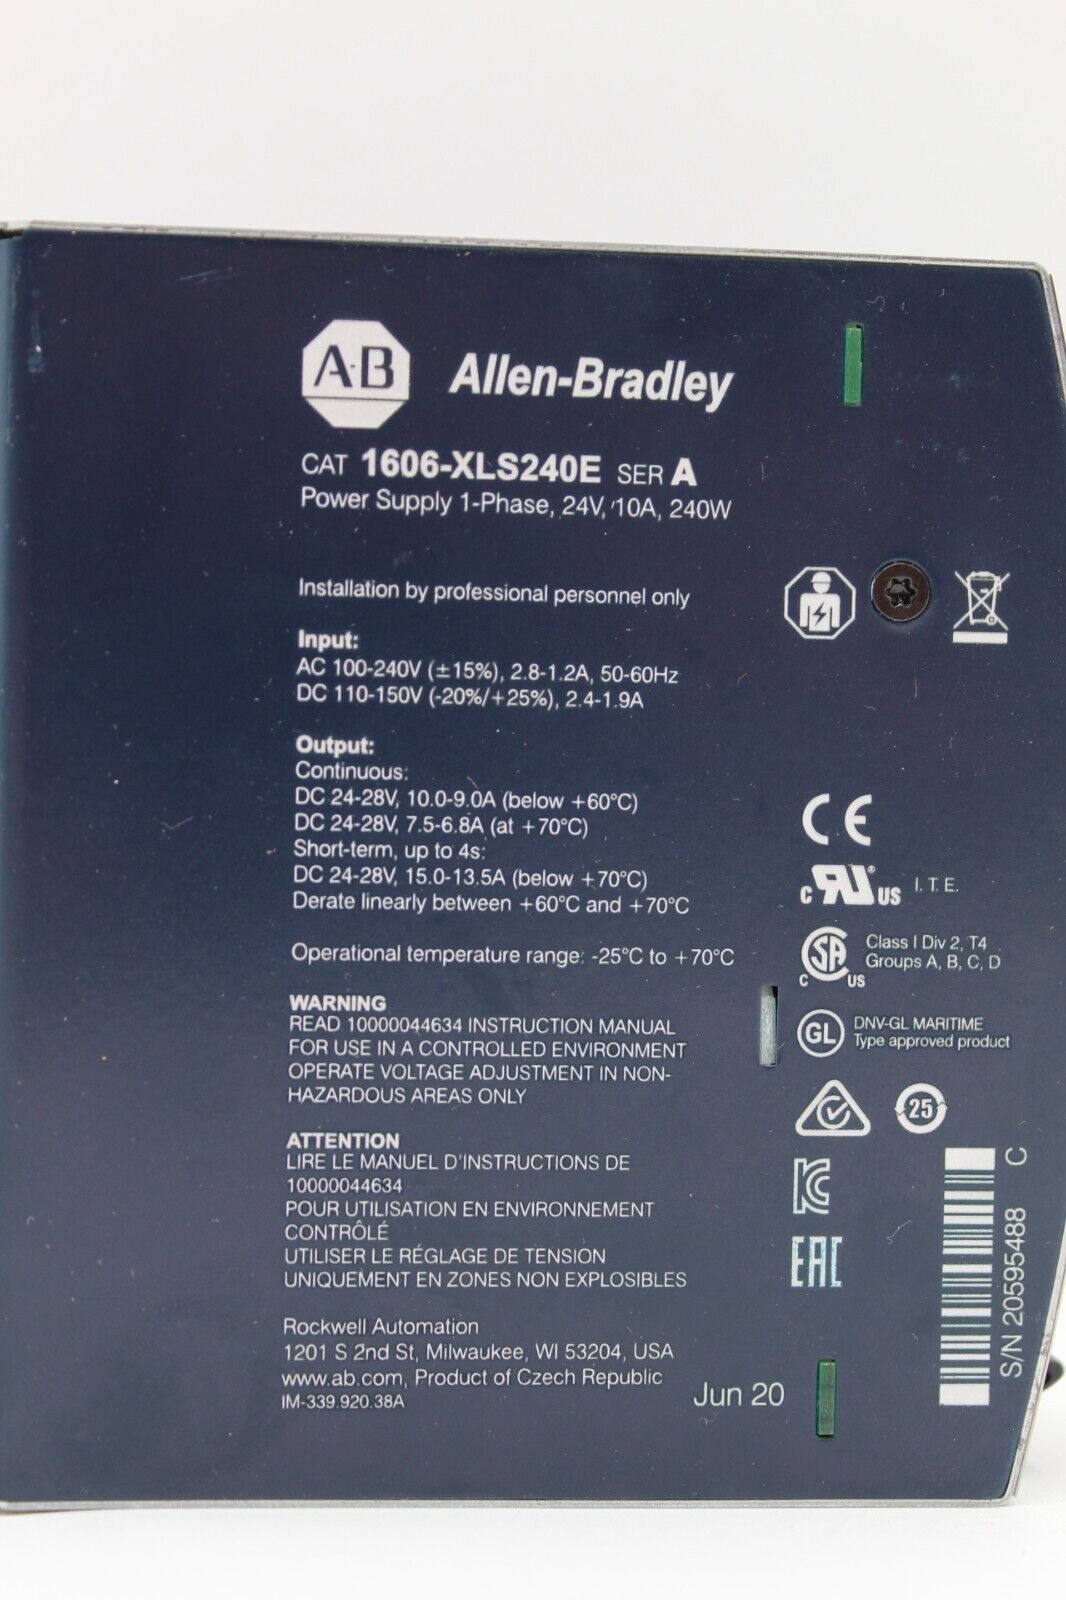 A·B Allen-Bradley
CAT 1606-XLS240E SER A
Power Supply 1-Phase, 24V, 10A, 240W
Installation by professional personnel only
Input:
AC 100-240V (±15%), 2.8-1.2A, 50-60Hz
DC 110-150V (-20%/+25%), 2.4-1.9A
Output:
Continuous:
DC 24-28V, 10.0-9.0A (below +60°C)
DC 24-28V, 7.5-6.8A (at +70°C)
Short-term, up to 4s:
DC 24-28V, 15.0-13.5A (below +70°C)
Derate linearly between +60°C and +70°C
Operational temperature range: -25°C to +70°C
WARNING
READ 10000044634 INSTRUCTION MANUAL
FOR USE IN A CONTROLLED ENVIRONMENT
OPERATE VOLTAGE ADJUSTMENT IN NON-
HAZARDOUS AREAS ONLY
ATTENTION
LIRE LE MANUEL D'INSTRUCTIONS DE
10000044634
POUR UTILISATION EN ENVIRONNEMENT
CONTRÔLÉ
UTILISER LE RÉGLAGE DE TENSION
UNIQUEMENT EN ZONES NON EXPLOSIBLES
Rockwell Automation
1201 S 2nd St, Milwaukee, WI 53204, USA
www.ab.com, Product of Czech Republic
IM-339.920.38A
Jun 20
CE
c RU ® US I.T.E.
c SA US Class I Div 2, T4
Groups A, B, C, D
GL DNV-GL MARITIME
Type approved product
25
KC
EAC
S/N 20595488 C